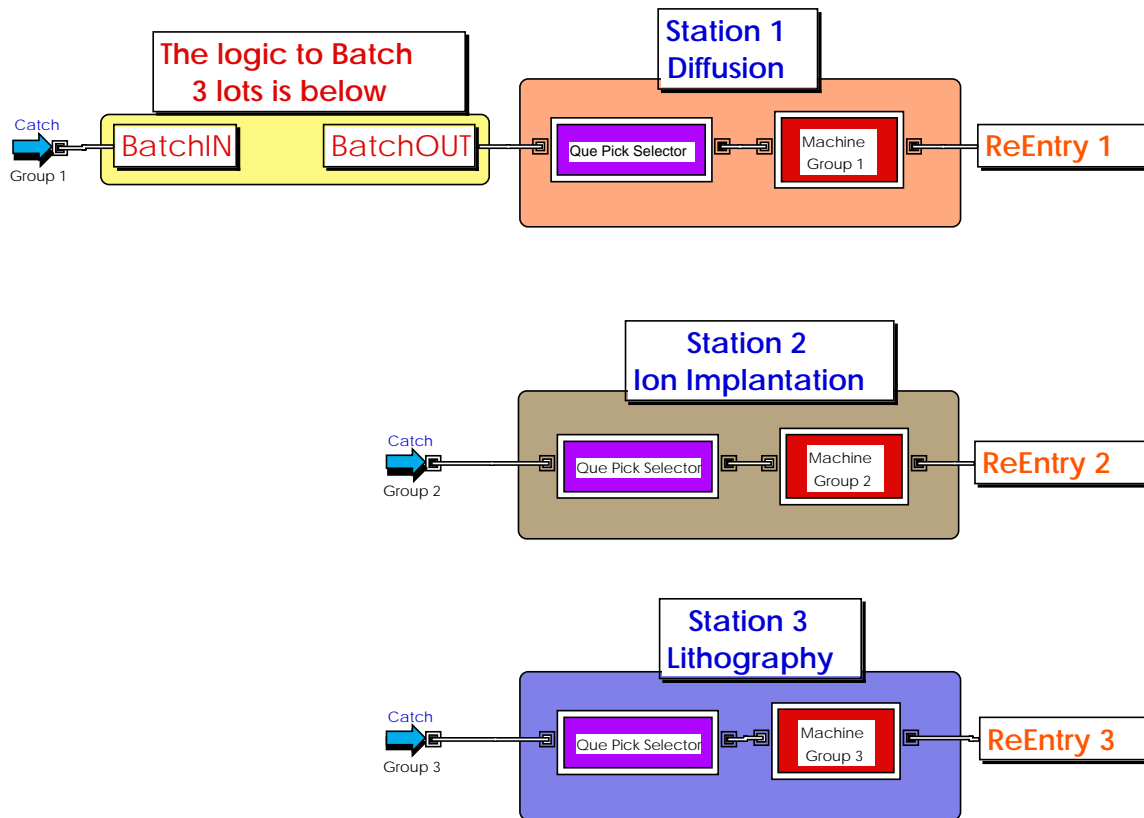 The logic to Batch
3 lots is below
Station 1
Diffusion
Catch
Group 1
BatchIN
BatchOUT
Que Pick Selector
Machine
Group 1
ReEntry 1
Station 2
Ion Implantation
Catch
Group 2
Que Pick Selector
Machine
Group 2
ReEntry 2
Station 3
Lithography
Catch
Group 3
Que Pick Selector
Machine
Group 3
ReEntry 3